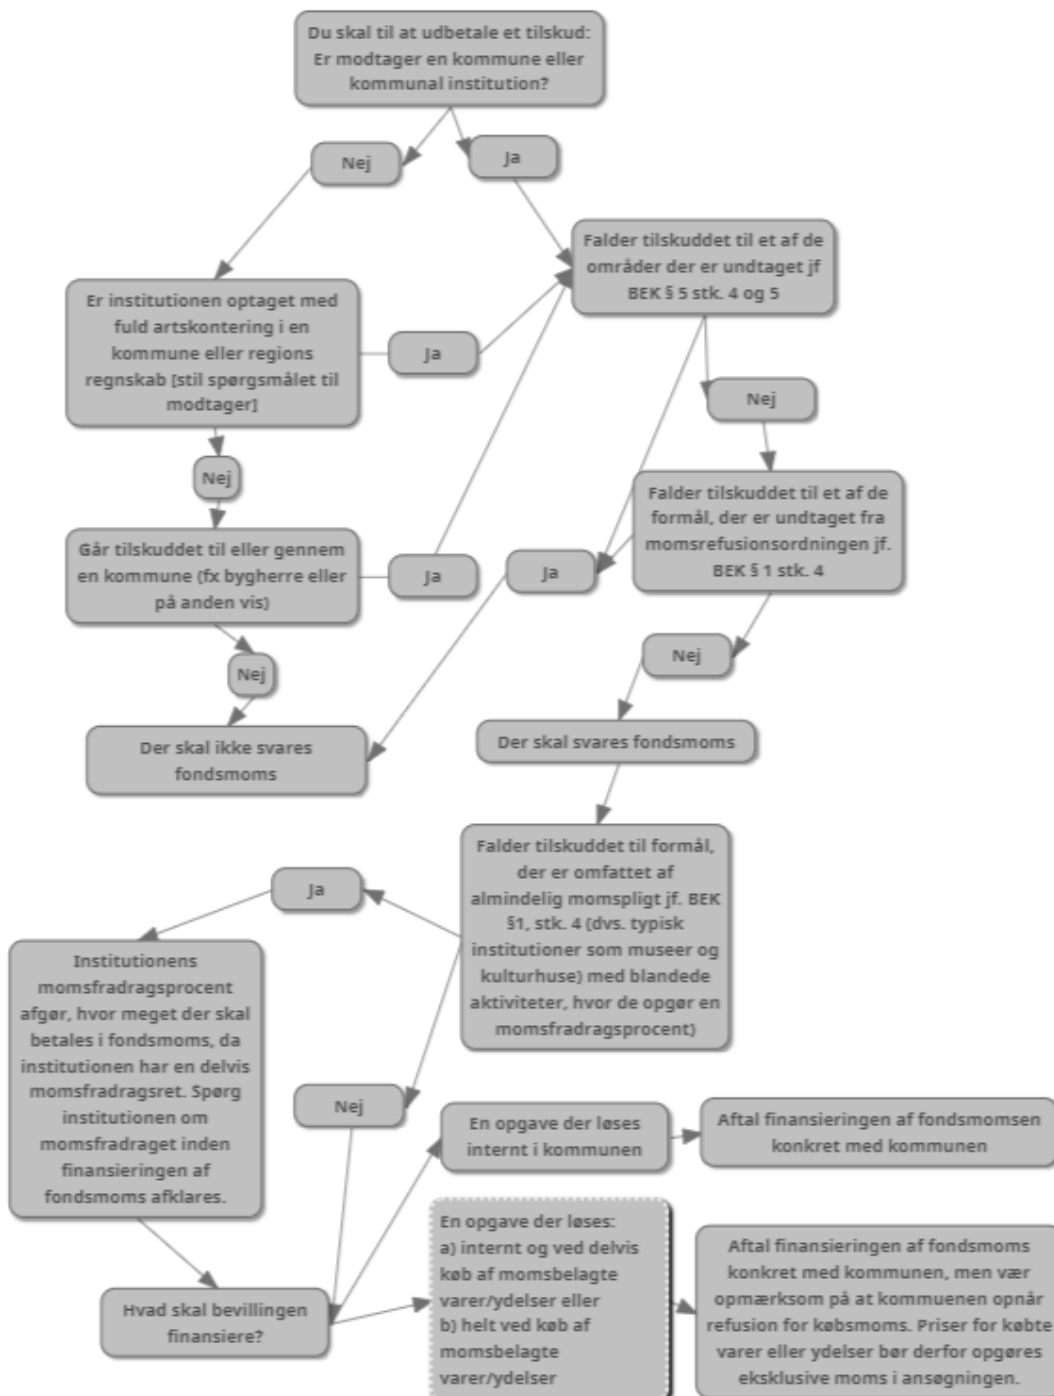 Du skal til at udbetale et tilskud:
Er modtager en kommune eller
kommunal institution?
Nej
Ja
Falder tilskuddet til et af de
områder der er undtaget jf
BEK § 5 stk. 4 og 5
Er institutionen optaget med
fuld artskontering i en
kommune eller regions
regnskab [stil spørgsmålet til
modtager]
Ja
Nej
Nej
Falder tilskuddet til et af de
formål, der er undtaget fra
momsrefusionsordningen jf.
BEK § 1 stk. 4
Går tilskuddet til eller gennem
en kommune (fx bygherre eller
på anden vis)
Ja
Ja
Nej
Nej
Der skal ikke svares
fondsmoms
Der skal svares fondsmoms
Falder tilskuddet til formål,
der er omfattet af
almindelig momspligt jf. BEK
§1, stk. 4 (dvs. typisk
institutioner som museer og
kulturhuse) med blandede
aktiviteter, hvor de opgør en
momsfradragsprocent)
Ja
Institutionens
momsfradragsprocent
afgør, hvor meget der skal
betales i fondsmoms, da
institutionen har en delvis
momsfradragsret. Spørg
institutionen om
momsfradraget inden
finansieringen af
fondsmoms afklares.
Nej
En opgave der løses
internt i kommunen
Aftal finansieringen af fondsmomsen
konkret med kommunen
Hvad skal bevillingen
finansiere?
En opgave der løses:
a) internt og ved delvis
køb af momsbelagte
varer/ydelser eller
b) helt ved køb af
momsbelagte
varer/ydelser
Aftal finansieringen af fondsmoms
konkret med kommunen, men vær
opmærksom på at kommuenen opnår
refusion for købsmoms. Priser for købte
varer eller ydelser bør derfor opgøres
eksklusive moms i ansøgningen.